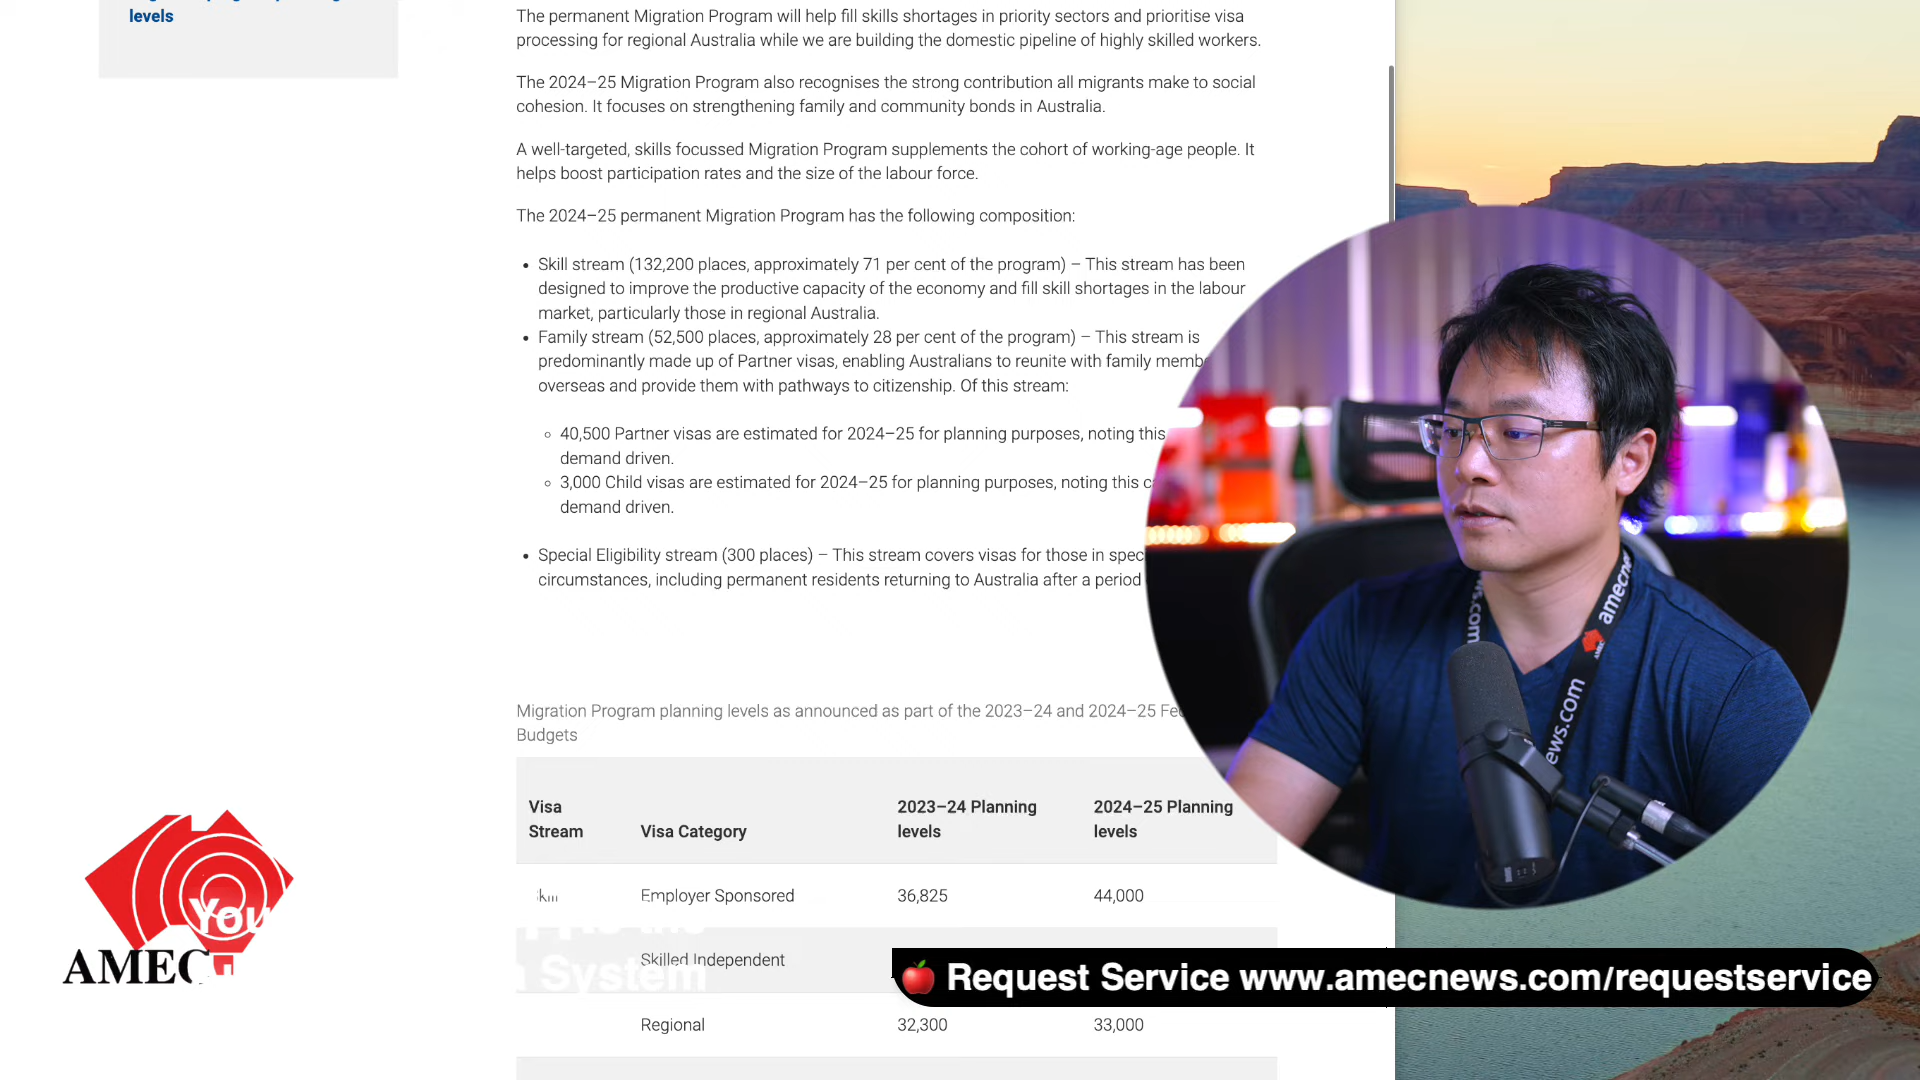 levels
The permanent Migration Program will help fill skills shortages in priority sectors and prioritise visa
processing for regional Australia while we are building the domestic pipeline of highly skilled workers.
The 2024–25 Migration Program also recognises the strong contribution all migrants make to social
cohesion. It focuses on strengthening family and community bonds in Australia.
A well-targeted, skills focussed Migration Program supplements the cohort of working-age people. It
helps boost participation rates and the size of the labour force.
The 2024–25 permanent Migration Program has the following composition:
• Skill stream (132,200 places, approximately 71 per cent of the program) – This stream has been
designed to improve the productive capacity of the economy and fill skill shortages in the labour
market, particularly those in regional Australia.
• Family stream (52,500 places, approximately 28 per cent of the program) – This stream is
predominantly made up of Partner visas, enabling Australians to reunite with family memb
overseas and provide them with pathways to citizenship. Of this stream:
◦ 40,500 Partner visas are estimated for 2024–25 for planning purposes, noting this
demand driven.
◦ 3,000 Child visas are estimated for 2024–25 for planning purposes, noting this c
demand driven.
• Special Eligibility stream (300 places) – This stream covers visas for those in spec
circumstances, including permanent residents returning to Australia after a period
Migration Program planning levels as announced as part of the 2023–24 and 2024–25 Fe
Budgets
Visa Stream
Visa Category
2023–24 Planning levels
2024–25 Planning levels
Employer Sponsored 36,825 44,000
Skilled Independent
Regional 32,300 33,000
AMEC
You
System
amecne
ews.com
s.com
🍎 Request Service www.amecnews.com/requestservice